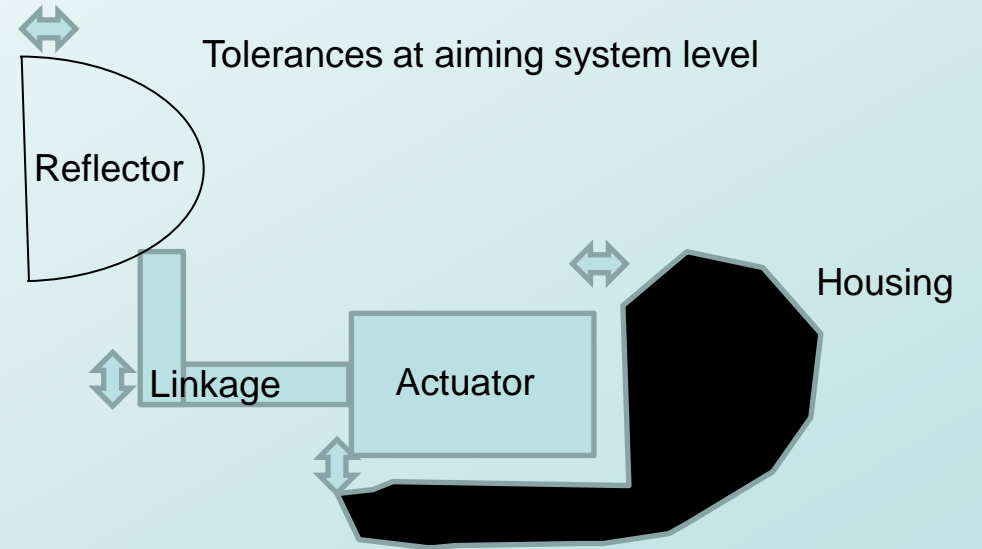 Tolerances at aiming system level
Reflector
Housing
Linkage
Actuator